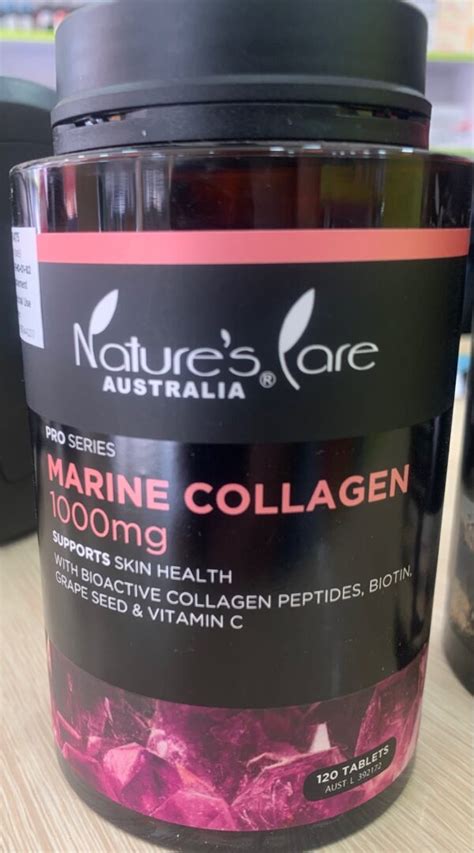 Nature's Care
AUSTRALIA ®
PRO SERIES
MARINE COLLAGEN
1000mg
SUPPORTS SKIN HEALTH
WITH BIOACTIVE COLLAGEN PEPTIDES, BIOTIN,
GRAPE SEED & VITAMIN C
120 TABLETS
AUST L 392172